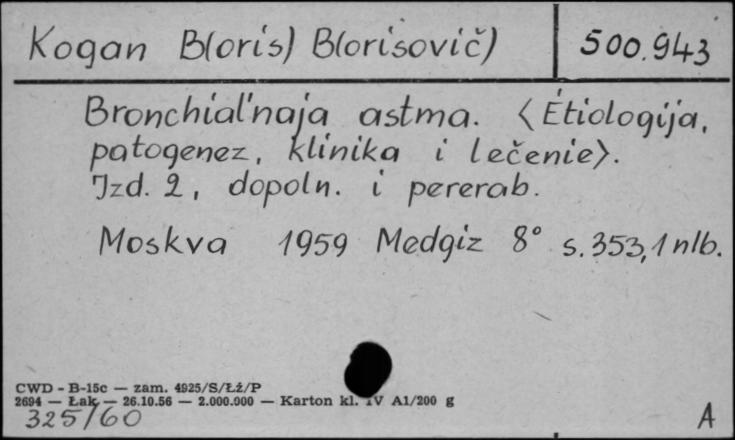 Kogan B(oris) B(orisovič) 500.943
Bronchial'naja astma. <Ètiologija,
patogenez, klinika i lečenie>.
Izd. 2, dopoln. i pererab.
Moskva 1959 Medgiz 8° s. 353, 1 nlb.
CWD - B-15c — zam. 4925/S/Łż/P
2694 — Łąk — 26.10.56 — 2.000.000 — Karton kl. IV A1/200 g
325/60 A